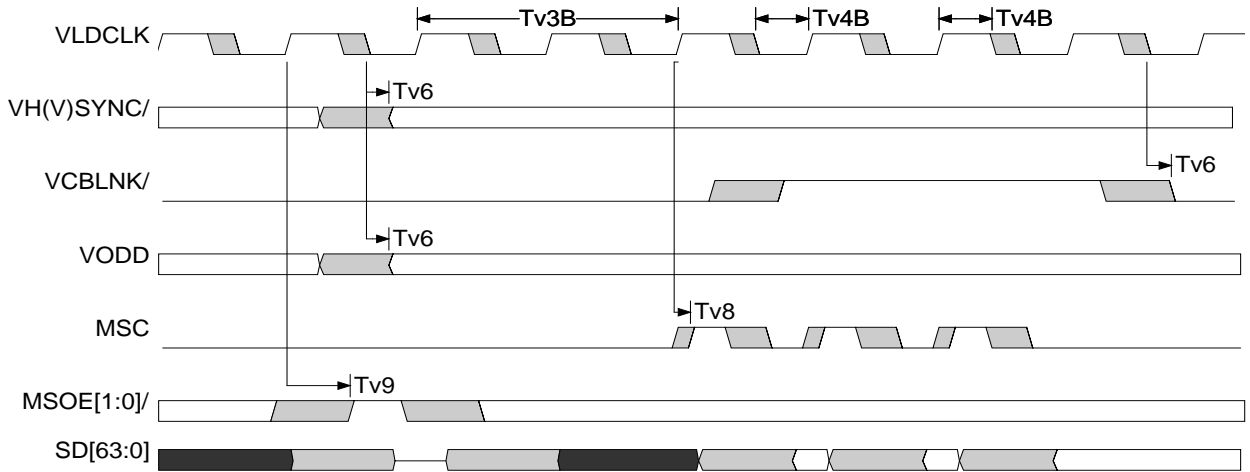 Tv3B Tv4B Tv4B
VLDCLK
Tv6
VH(V)SYNC/
Tv6
VCBLNK/
Tv6
VODD
Tv8
MSC
Tv9
MSOE[1:0]/
SD[63:0]